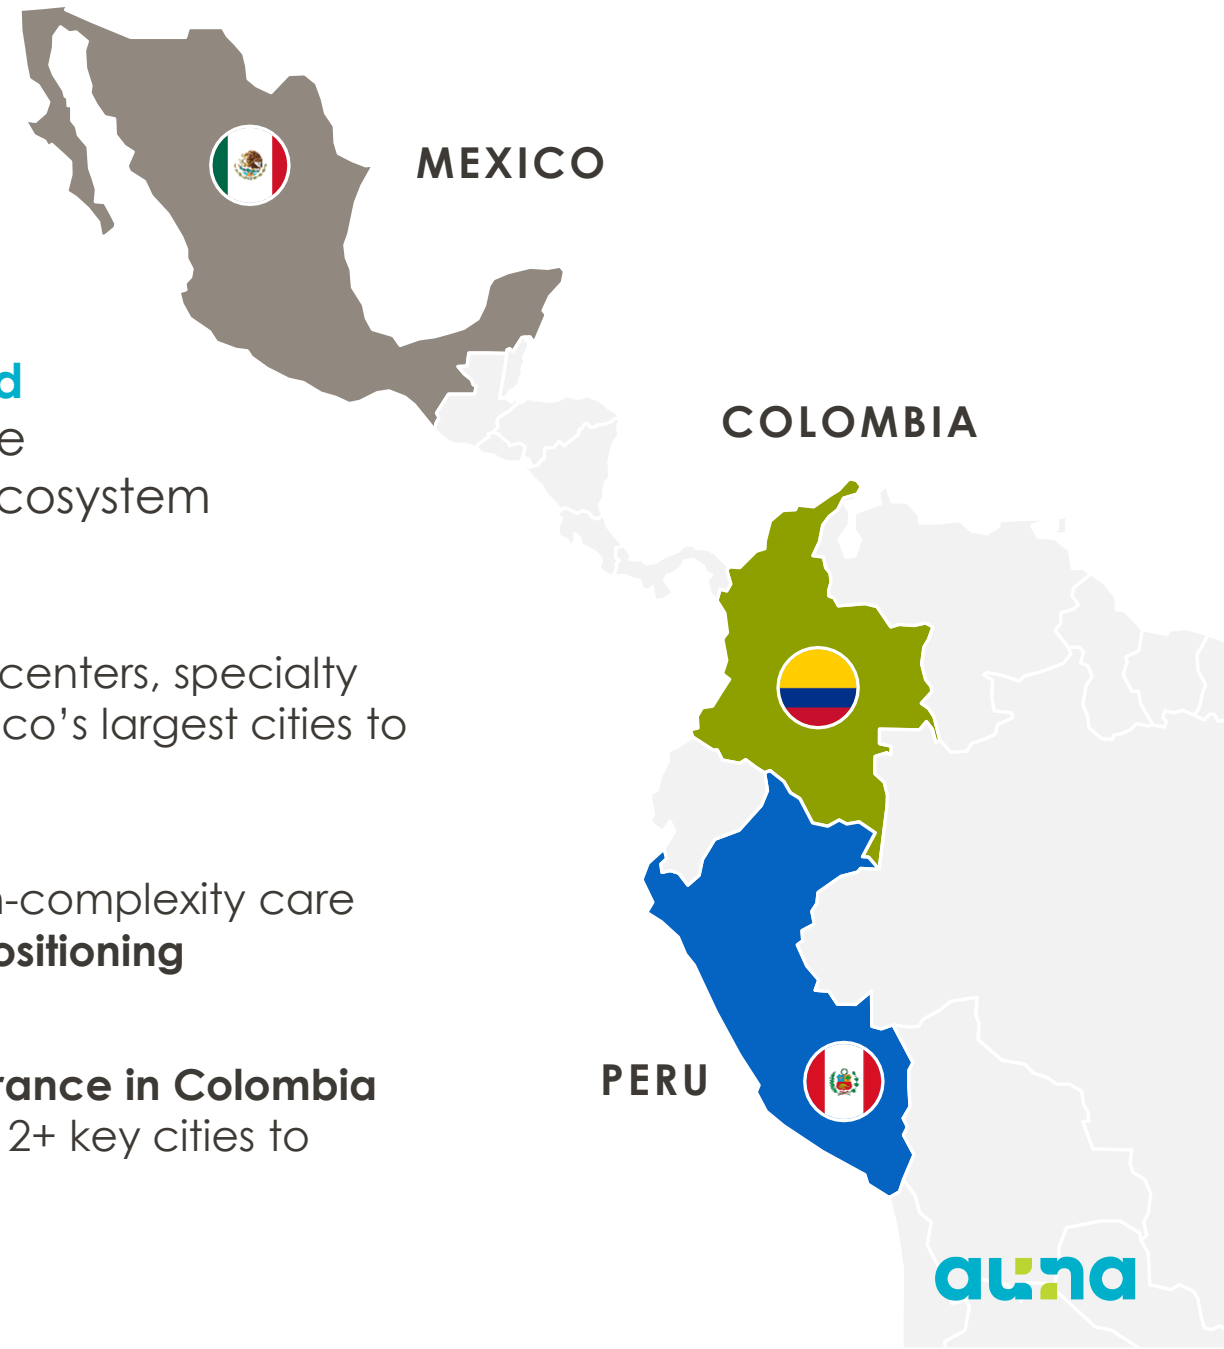 MEXICO
d
e
cosystem
COLOMBIA
centers, specialty
co’s largest cities to
-complexity care
ositioning
PERU
rance in Colombia
2+ key cities to
auna